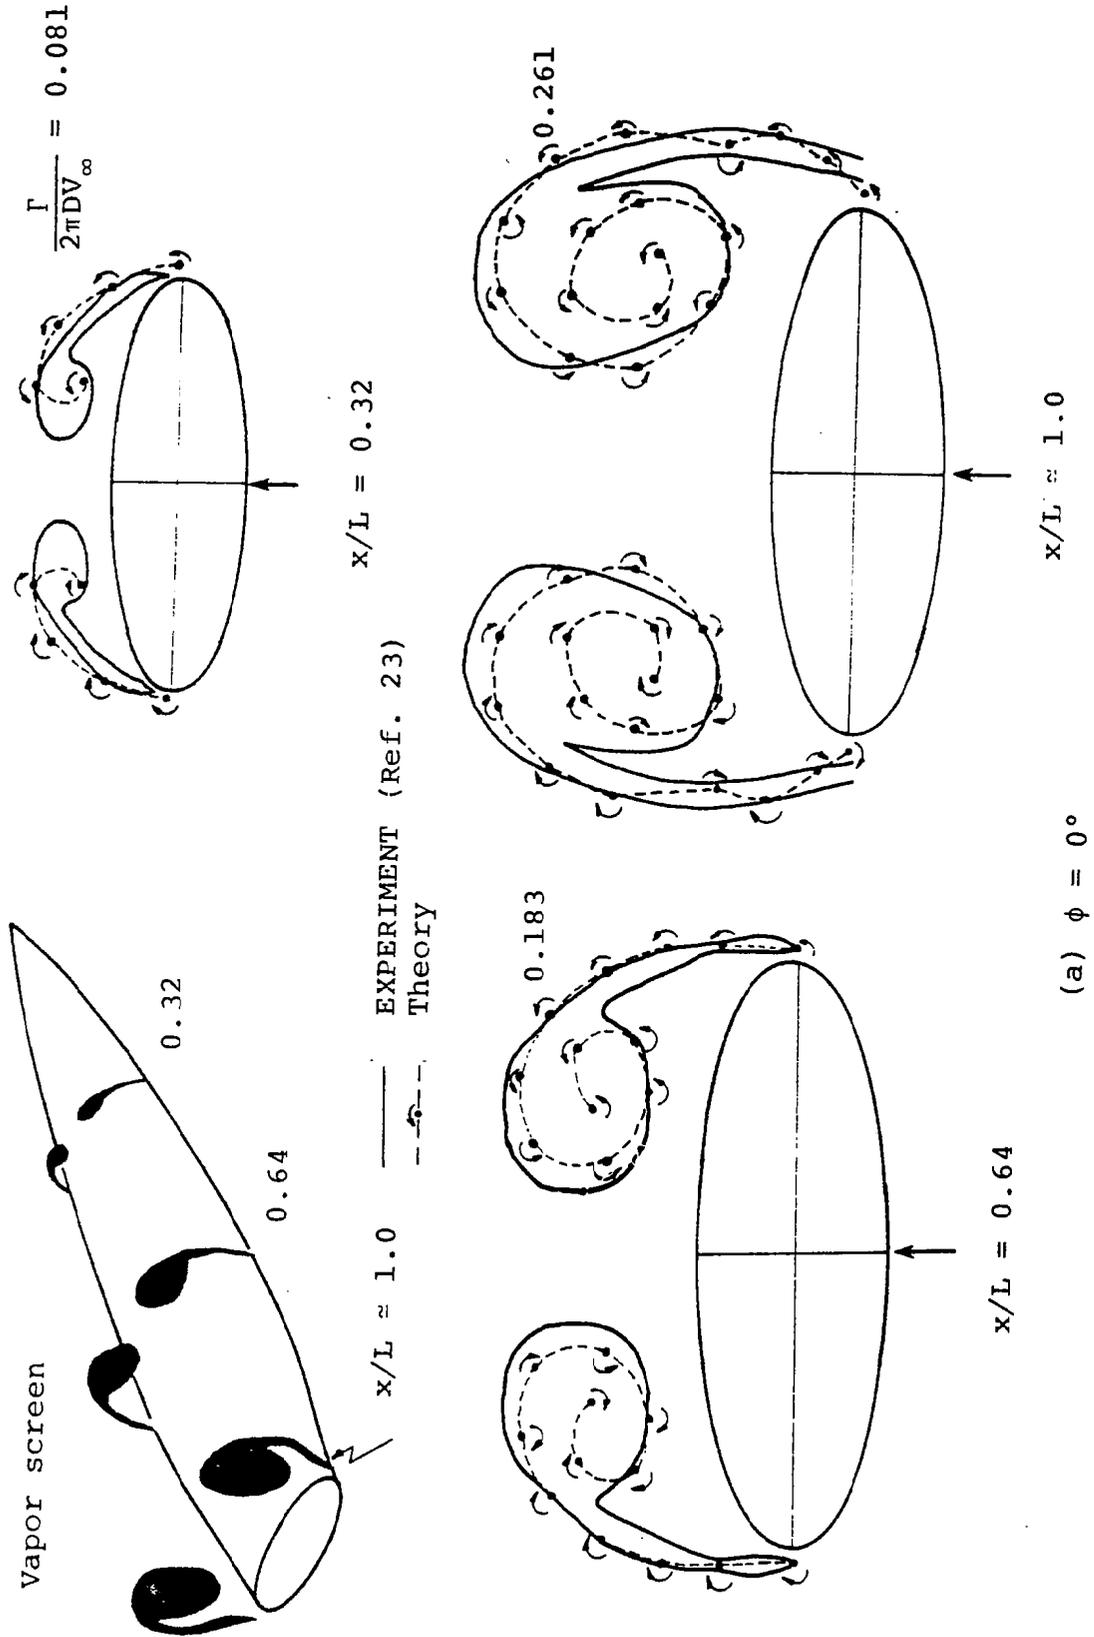 Vapor screen
0.32
0.64
x/L ≃ 1.0
EXPERIMENT (Ref. 23)
Theory
Γ/2πDV∞ = 0.081
x/L = 0.32
0.183
x/L = 0.64
0.261
x/L ≃ 1.0
(a) ϕ = 0°